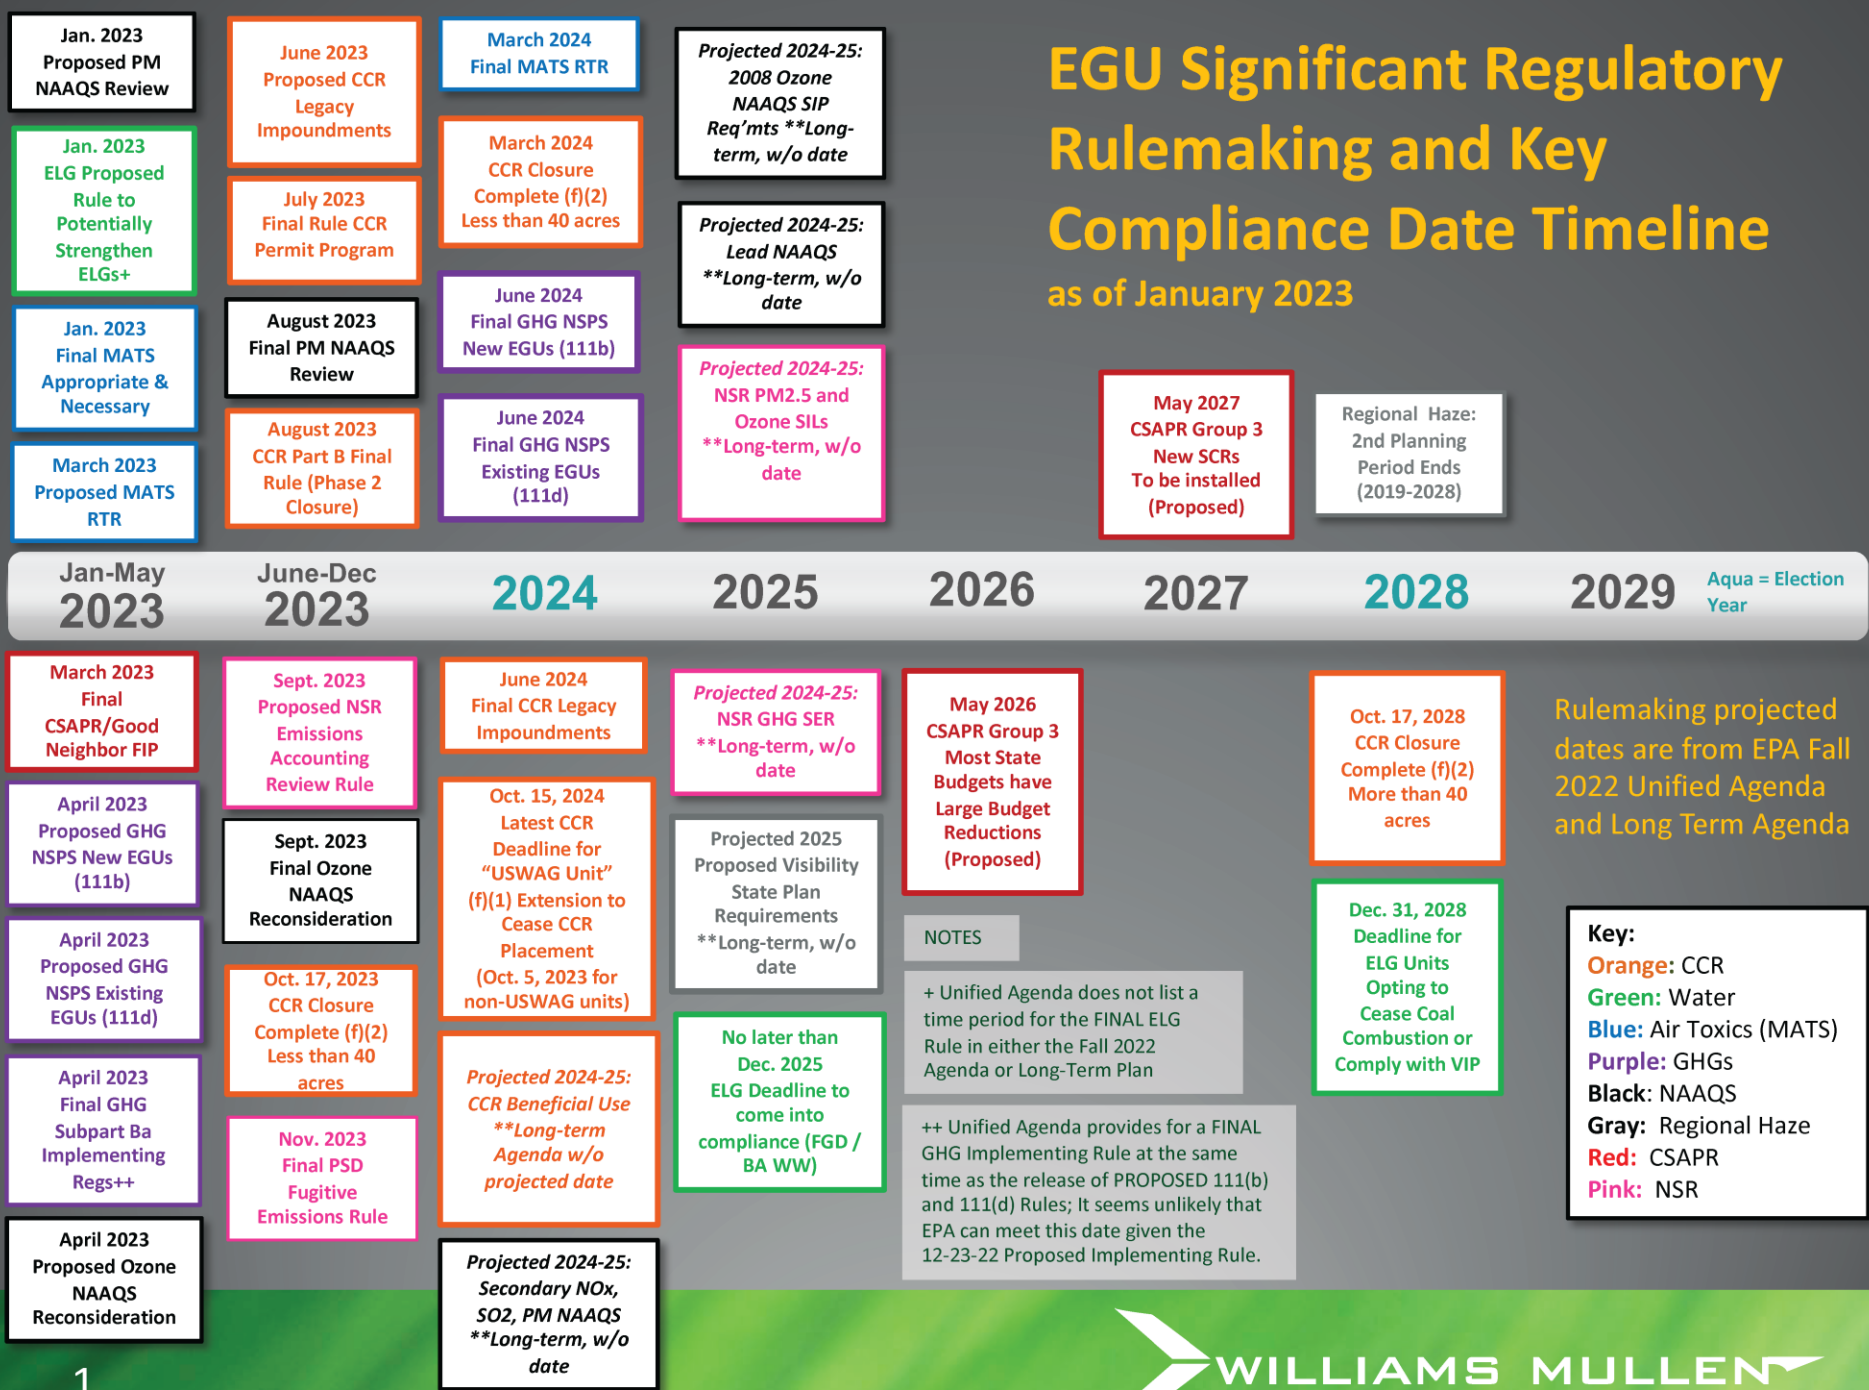 EGU Significant Regulatory
Rulemaking and Key
Compliance Date Timeline
as of January 2023
Jan. 2023
Proposed PM
NAAQS Review
Jan. 2023
ELG Proposed
Rule to
Potentially
Strengthen
ELGs+
Jan. 2023
Final MATS
Appropriate &
Necessary
March 2023
Proposed MATS
RTR
June 2023
Proposed CCR
Legacy
Impoundments
July 2023
Final Rule CCR
Permit Program
August 2023
Final PM NAAQS
Review
August 2023
CCR Part B Final
Rule (Phase 2
Closure)
March 2024
Final MATS RTR
March 2024
CCR Closure
Complete (f)(2)
Less than 40 acres
June 2024
Final GHG NSPS
New EGUs (111b)
June 2024
Final GHG NSPS
Existing EGUs
(111d)
Projected 2024-25:
2008 Ozone
NAAQS SIP
Req'mts **Long-
term, w/o date
Projected 2024-25:
Lead NAAQS
**Long-term, w/o
date
Projected 2024-25:
NSR PM2.5 and
Ozone SILs
**Long-term, w/o
date
May 2027
CSAPR Group 3
New SCRs
To be installed
(Proposed)
Regional Haze:
2nd Planning
Period Ends
(2019-2028)
Jan-May
2023
June-Dec
2023
2024
2025
2026
2027
2028
2029
Aqua = Election
Year
March 2023
Final
CSAPR/Good
Neighbor FIP
April 2023
Proposed GHG
NSPS New EGUs
(111b)
April 2023
Proposed GHG
NSPS Existing
EGUs (111d)
April 2023
Final GHG
Subpart Ba
Implementing
Regs++
April 2023
Proposed Ozone
NAAQS
Reconsideration
Sept. 2023
Proposed NSR
Emissions
Accounting
Review Rule
Sept. 2023
Final Ozone
NAAQS
Reconsideration
Oct. 17, 2023
CCR Closure
Complete (f)(2)
Less than 40
acres
Nov. 2023
Final PSD
Fugitive
Emissions Rule
June 2024
Final CCR Legacy
Impoundments
Oct. 15, 2024
Latest CCR
Deadline for
“USWAG Unit”
(f)(1) Extension to
Cease CCR
Placement
(Oct. 5, 2023 for
non-USWAG units)
Projected 2024-25:
CCR Beneficial Use
**Long-term
Agenda w/o
projected date
Projected 2024-25:
Secondary NOx,
SO2, PM NAAQS
**Long-term, w/o
date
Projected 2024-25:
NSR GHG SER
**Long-term, w/o
date
Projected 2025
Proposed Visibility
State Plan
Requirements
**Long-term, w/o
date
No later than
Dec. 2025
ELG Deadline to
come into
compliance (FGD /
BA WW)
May 2026
CSAPR Group 3
Most State
Budgets have
Large Budget
Reductions
(Proposed)
NOTES
+ Unified Agenda does not list a
time period for the FINAL ELG
Rule in either the Fall 2022
Agenda or Long-Term Plan
++ Unified Agenda provides for a FINAL
GHG Implementing Rule at the same
time as the release of PROPOSED 111(b)
and 111(d) Rules; It seems unlikely that
EPA can meet this date given the
12-23-22 Proposed Implementing Rule.
Oct. 17, 2028
CCR Closure
Complete (f)(2)
More than 40
acres
Dec. 31, 2028
Deadline for
ELG Units
Opting to
Cease Coal
Combustion or
Comply with VIP
Rulemaking projected
dates are from EPA Fall
2022 Unified Agenda
and Long Term Agenda
Key:
Orange: CCR
Green: Water
Blue: Air Toxics (MATS)
Purple: GHGs
Black: NAAQS
Gray: Regional Haze
Red: CSAPR
Pink: NSR
1
WILLIAMS MULLEN